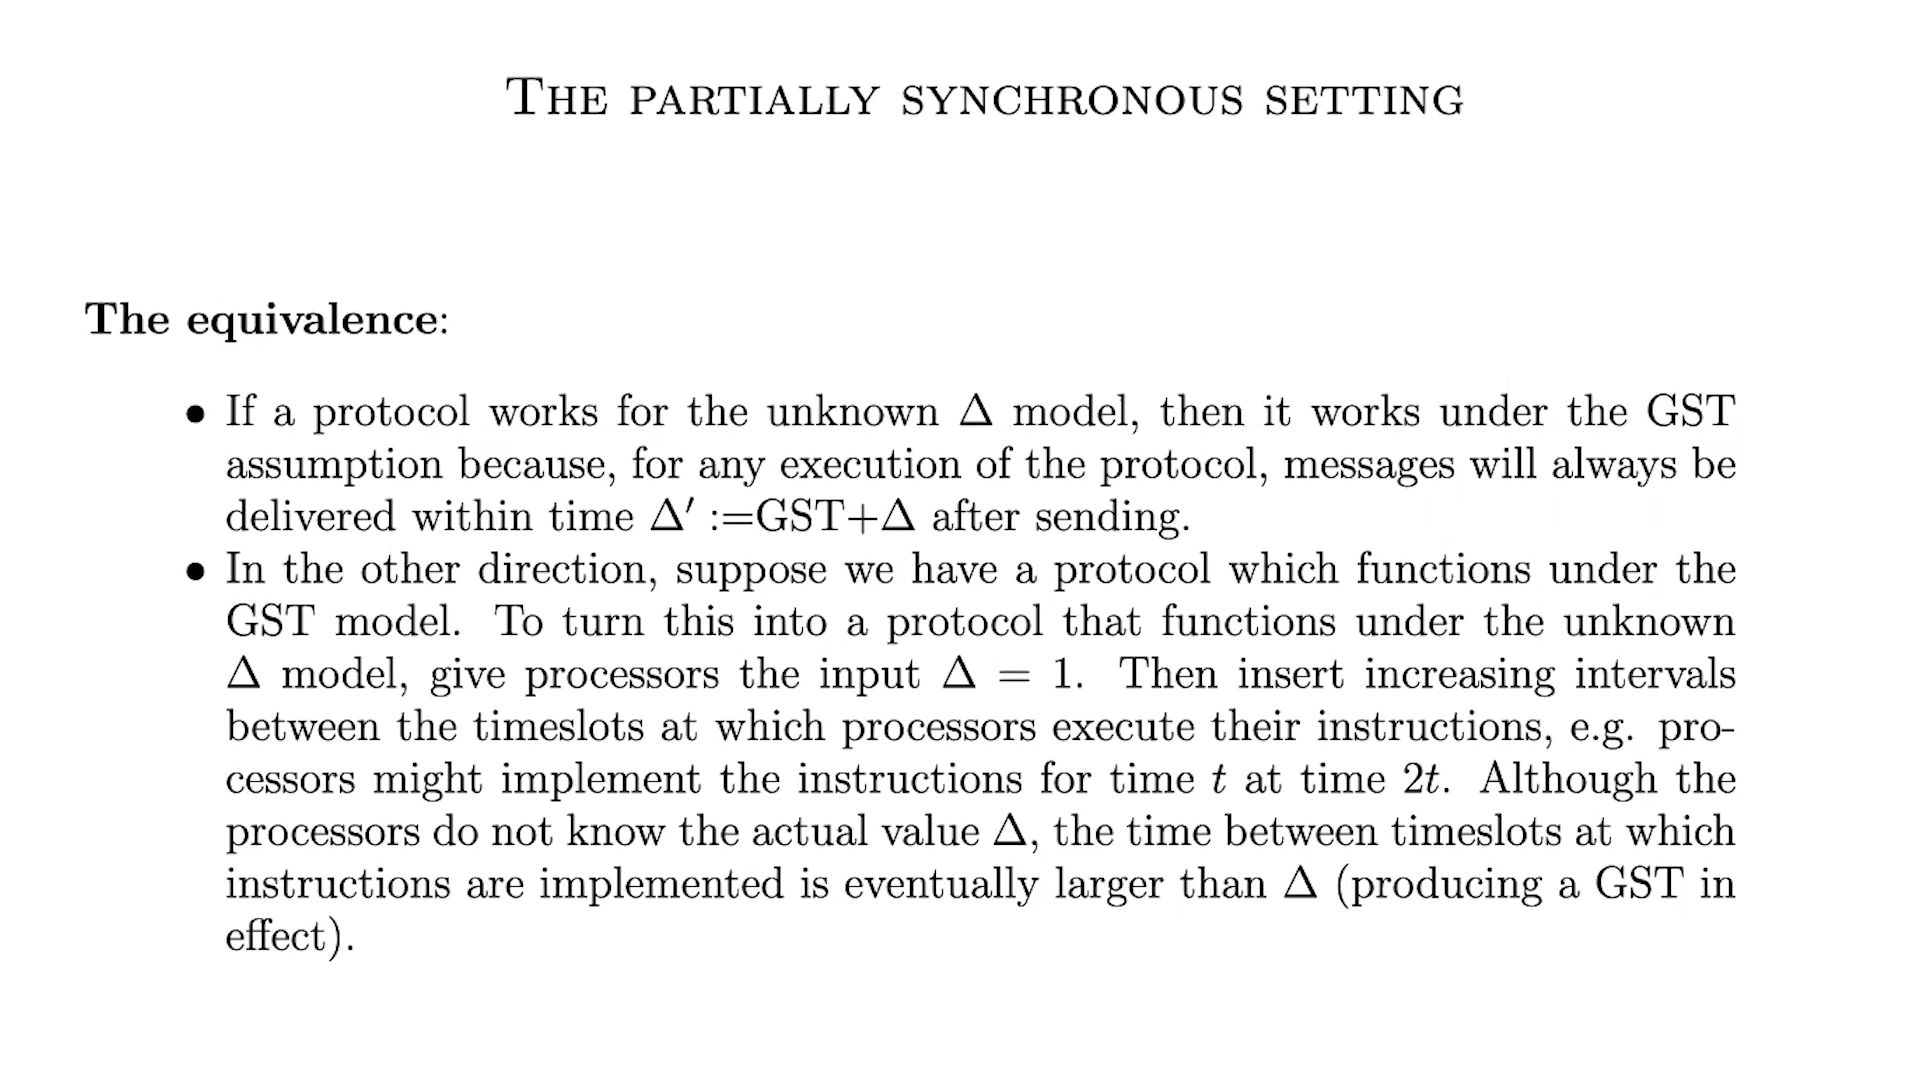 The partially synchronous setting
The equivalence:
• If a protocol works for the unknown Δ model, then it works under the GST
assumption because, for any execution of the protocol, messages will always be
delivered within time Δ′ :=GST+Δ after sending.
• In the other direction, suppose we have a protocol which functions under the
GST model. To turn this into a protocol that functions under the unknown
Δ model, give processors the input Δ = 1. Then insert increasing intervals
between the timeslots at which processors execute their instructions, e.g. pro-
cessors might implement the instructions for time t at time 2t. Although the
processors do not know the actual value Δ, the time between timeslots at which
instructions are implemented is eventually larger than Δ (producing a GST in
effect).